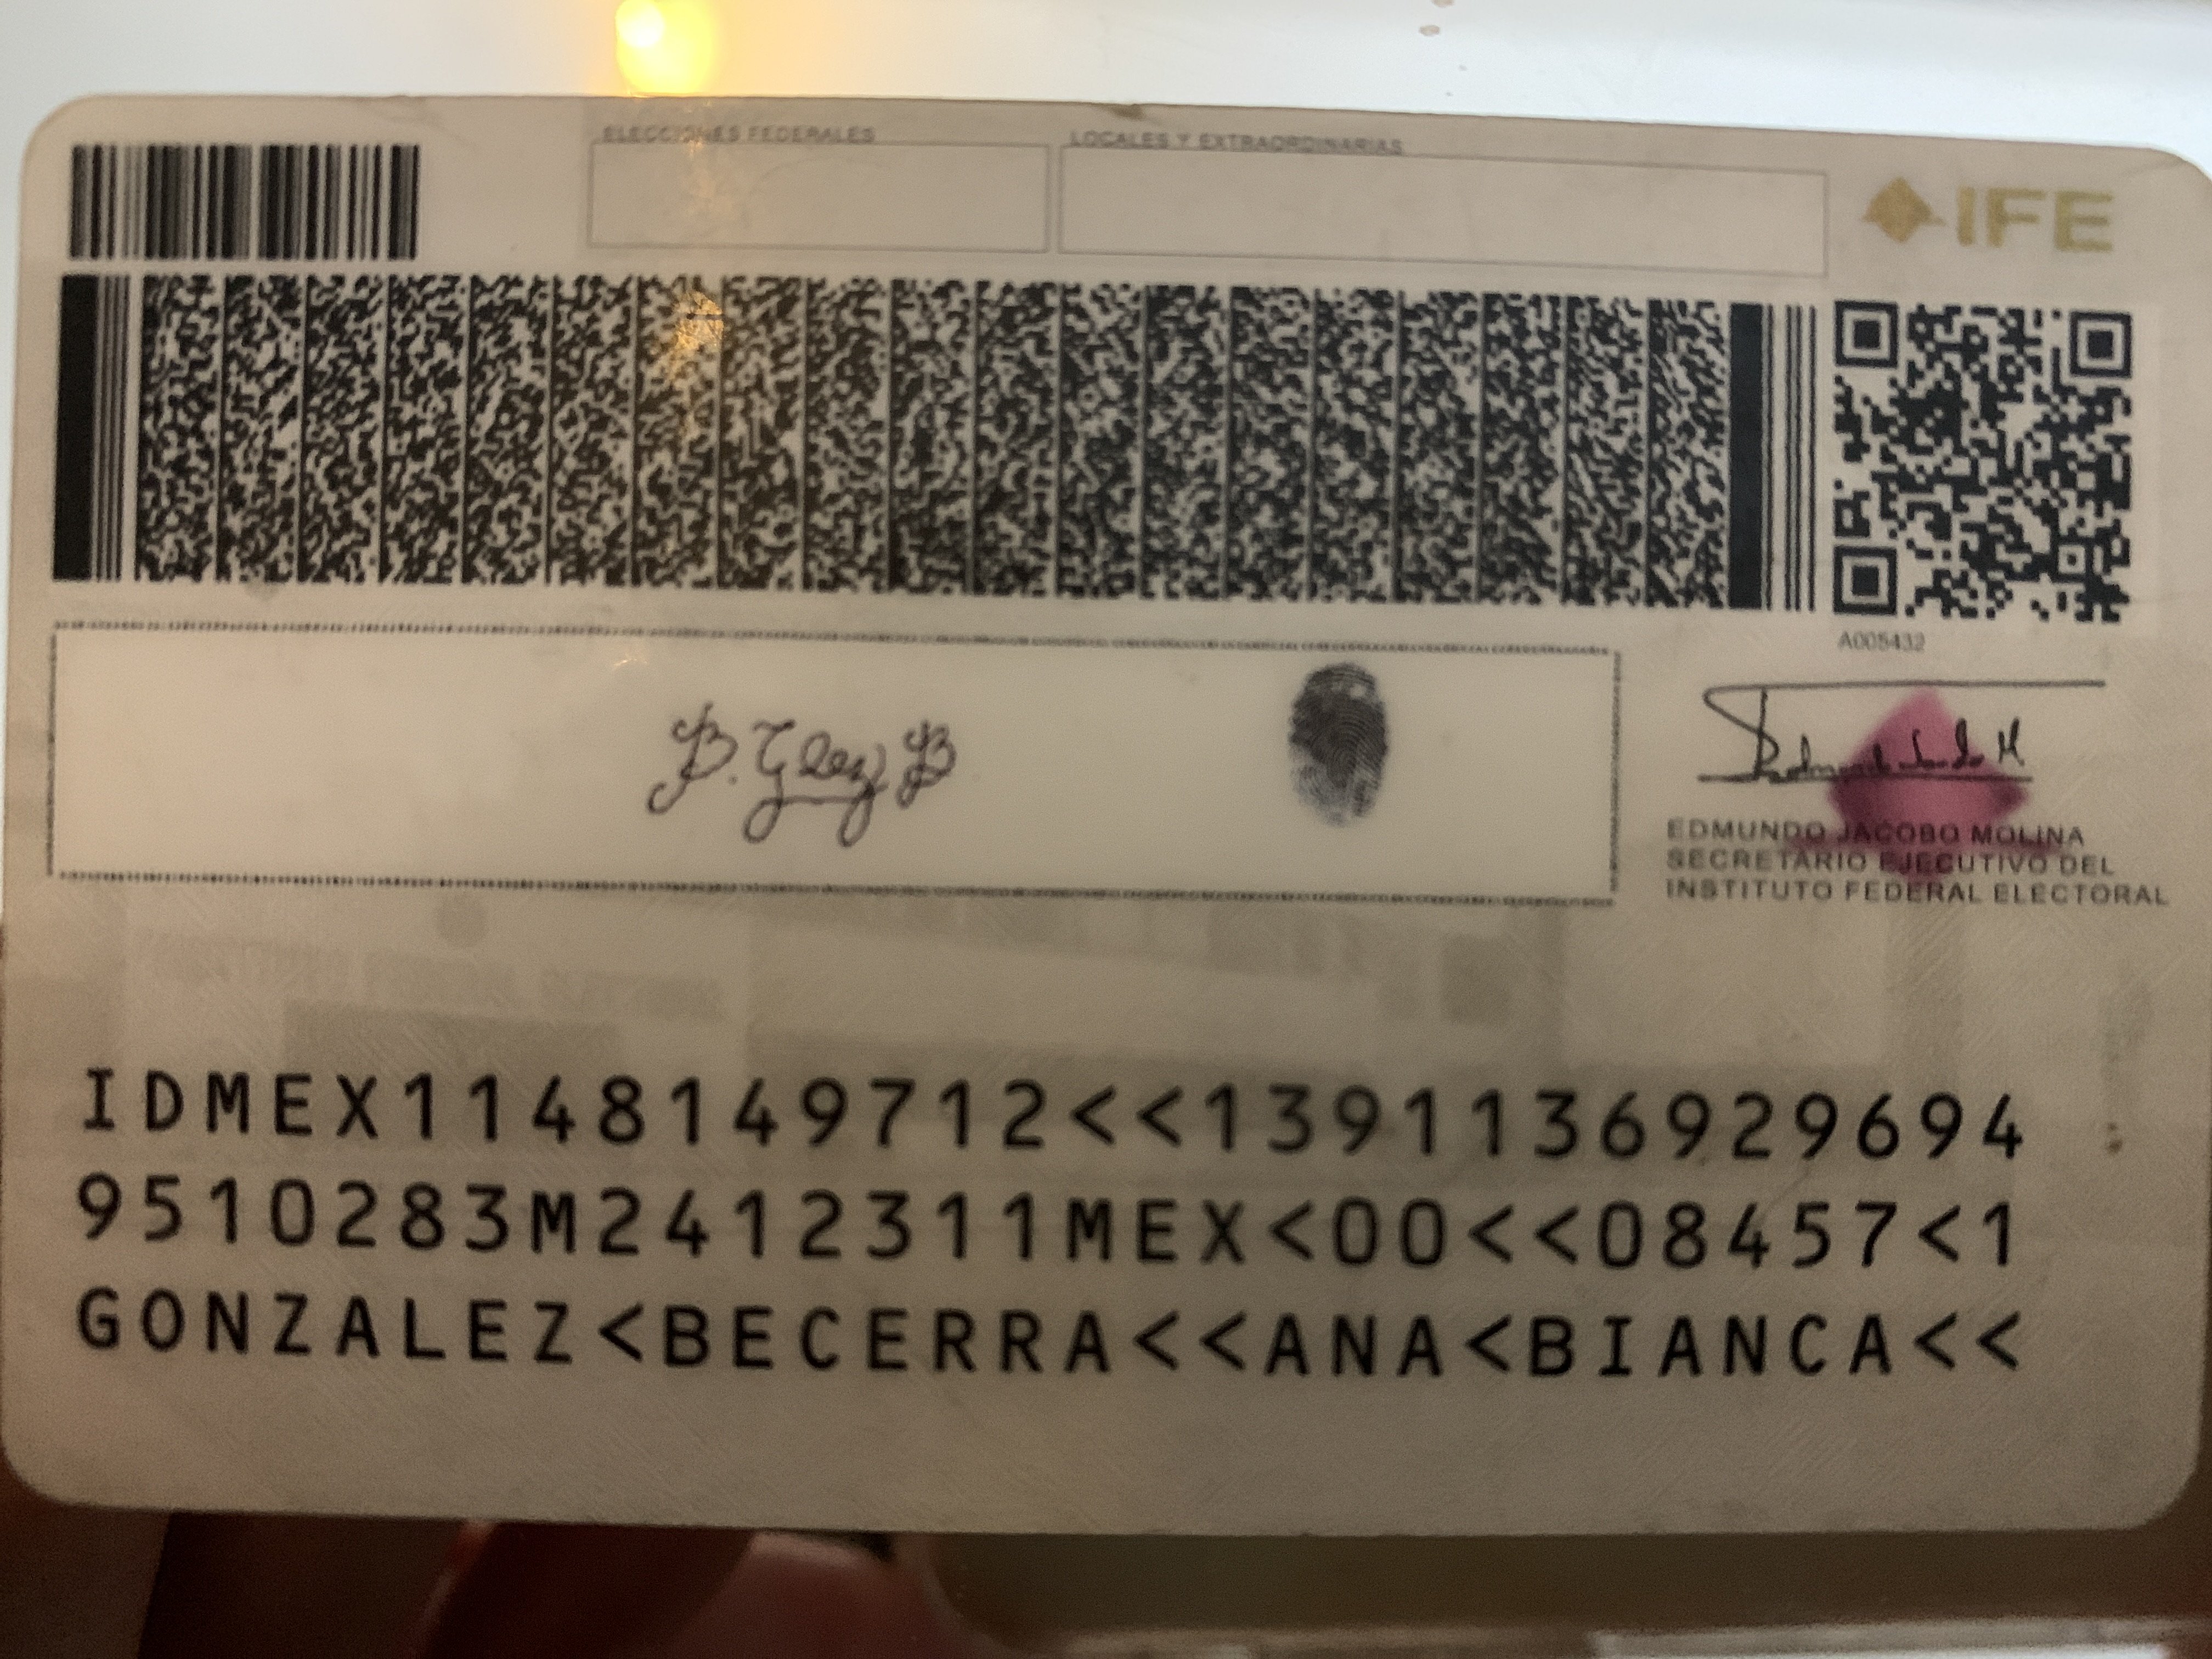 ELECCIONES FEDERALES
LOCALES Y EXTRAORDINARIAS
IFE
A005432
B. Glez B
EDMUNDO JACOBO MOLINA
SECRETARIO EJECUTIVO DEL
INSTITUTO FEDERAL ELECTORAL
IDMEX1148149712<<1391136929694
9510283M2412311MEX<00<<08457<1
GONZALEZ<BECERRA<<ANA<BIANCA<<